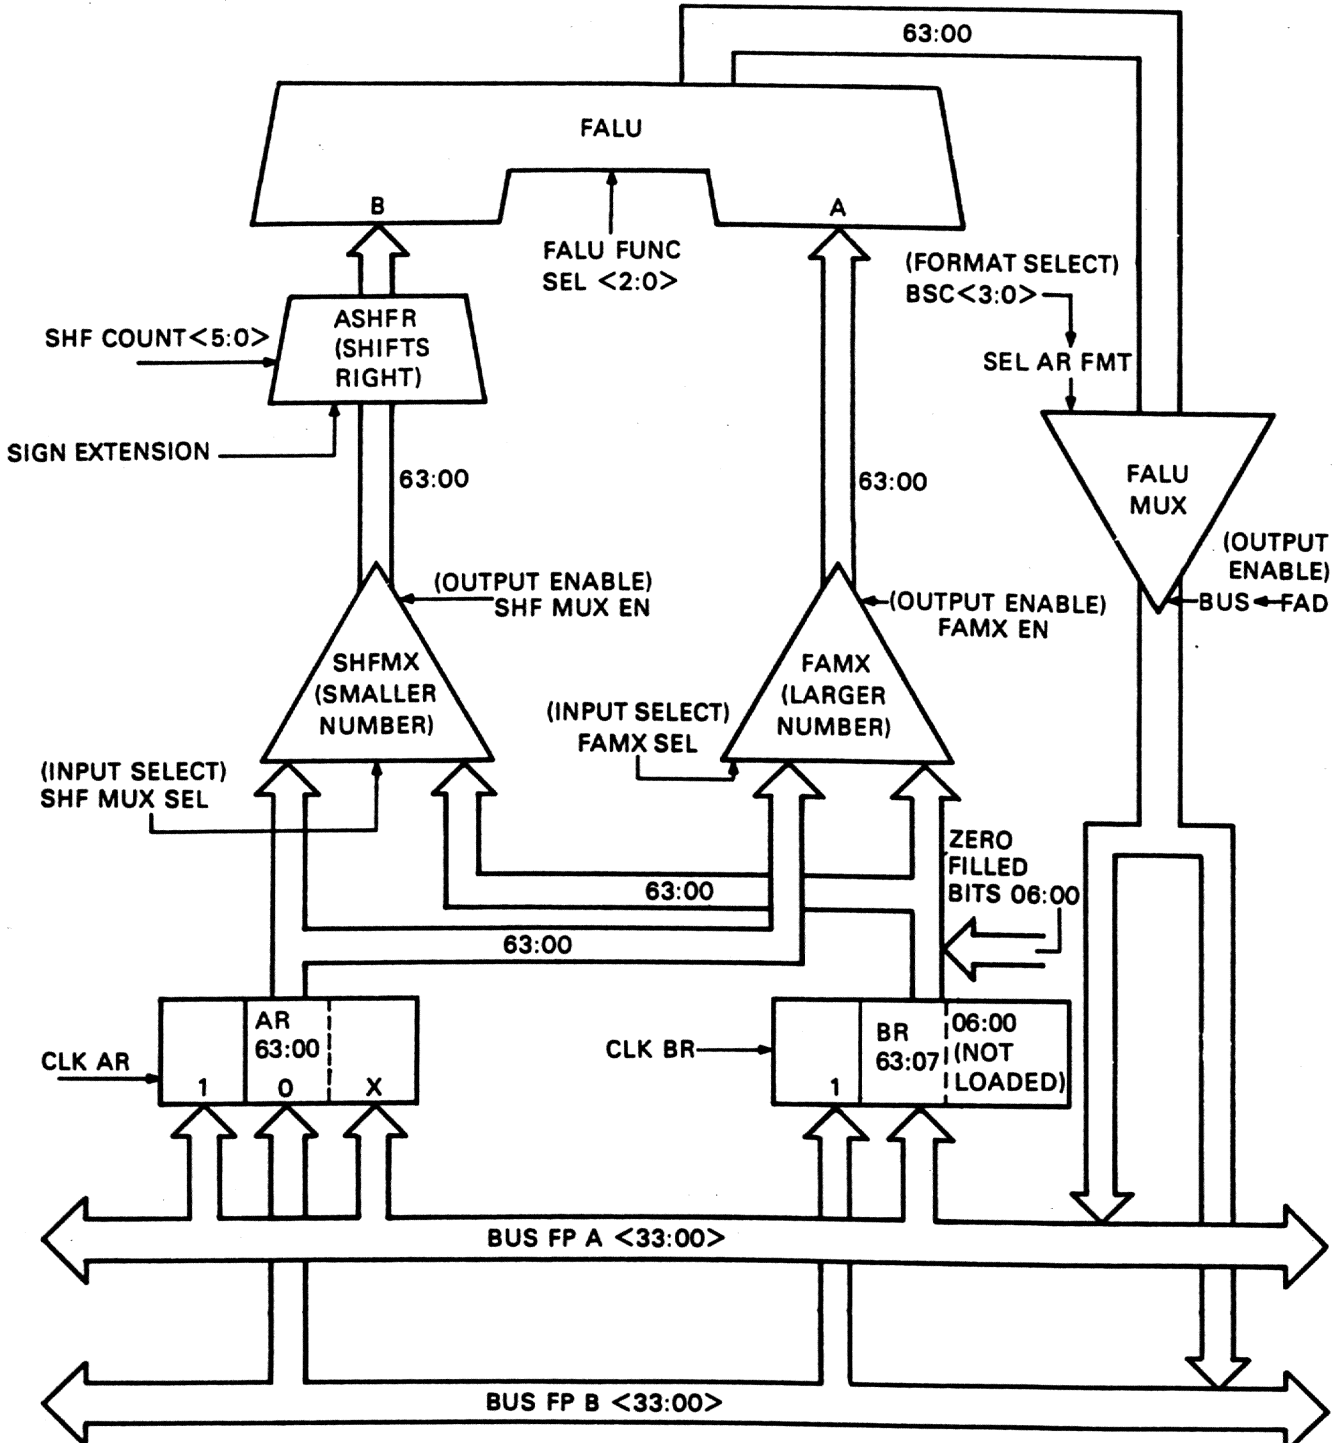 63:00
FALU
B
A
FALU FUNC
SEL <2:0>
(FORMAT SELECT)
BSC<3:0>
SEL AR FMT
SHF COUNT<5:0>
ASHFR
(SHIFTS
RIGHT)
SIGN EXTENSION
63:00
63:00
FALU
MUX
(OUTPUT
ENABLE)
BUS
FAD
(OUTPUT ENABLE)
SHF MUX EN
(OUTPUT ENABLE)
FAMX EN
SHFMX
(SMALLER
NUMBER)
FAMX
(LARGER
NUMBER)
(INPUT SELECT)
FAMX SEL
(INPUT SELECT)
SHF MUX SEL
ZERO
FILLED
BITS 06:00
63:00
63:00
CLK AR
AR
63:00
1
0
X
CLK BR
1
BR
63:07
06:00
(NOT
LOADED)
BUS FP A <33:00>
BUS FP B <33:00>